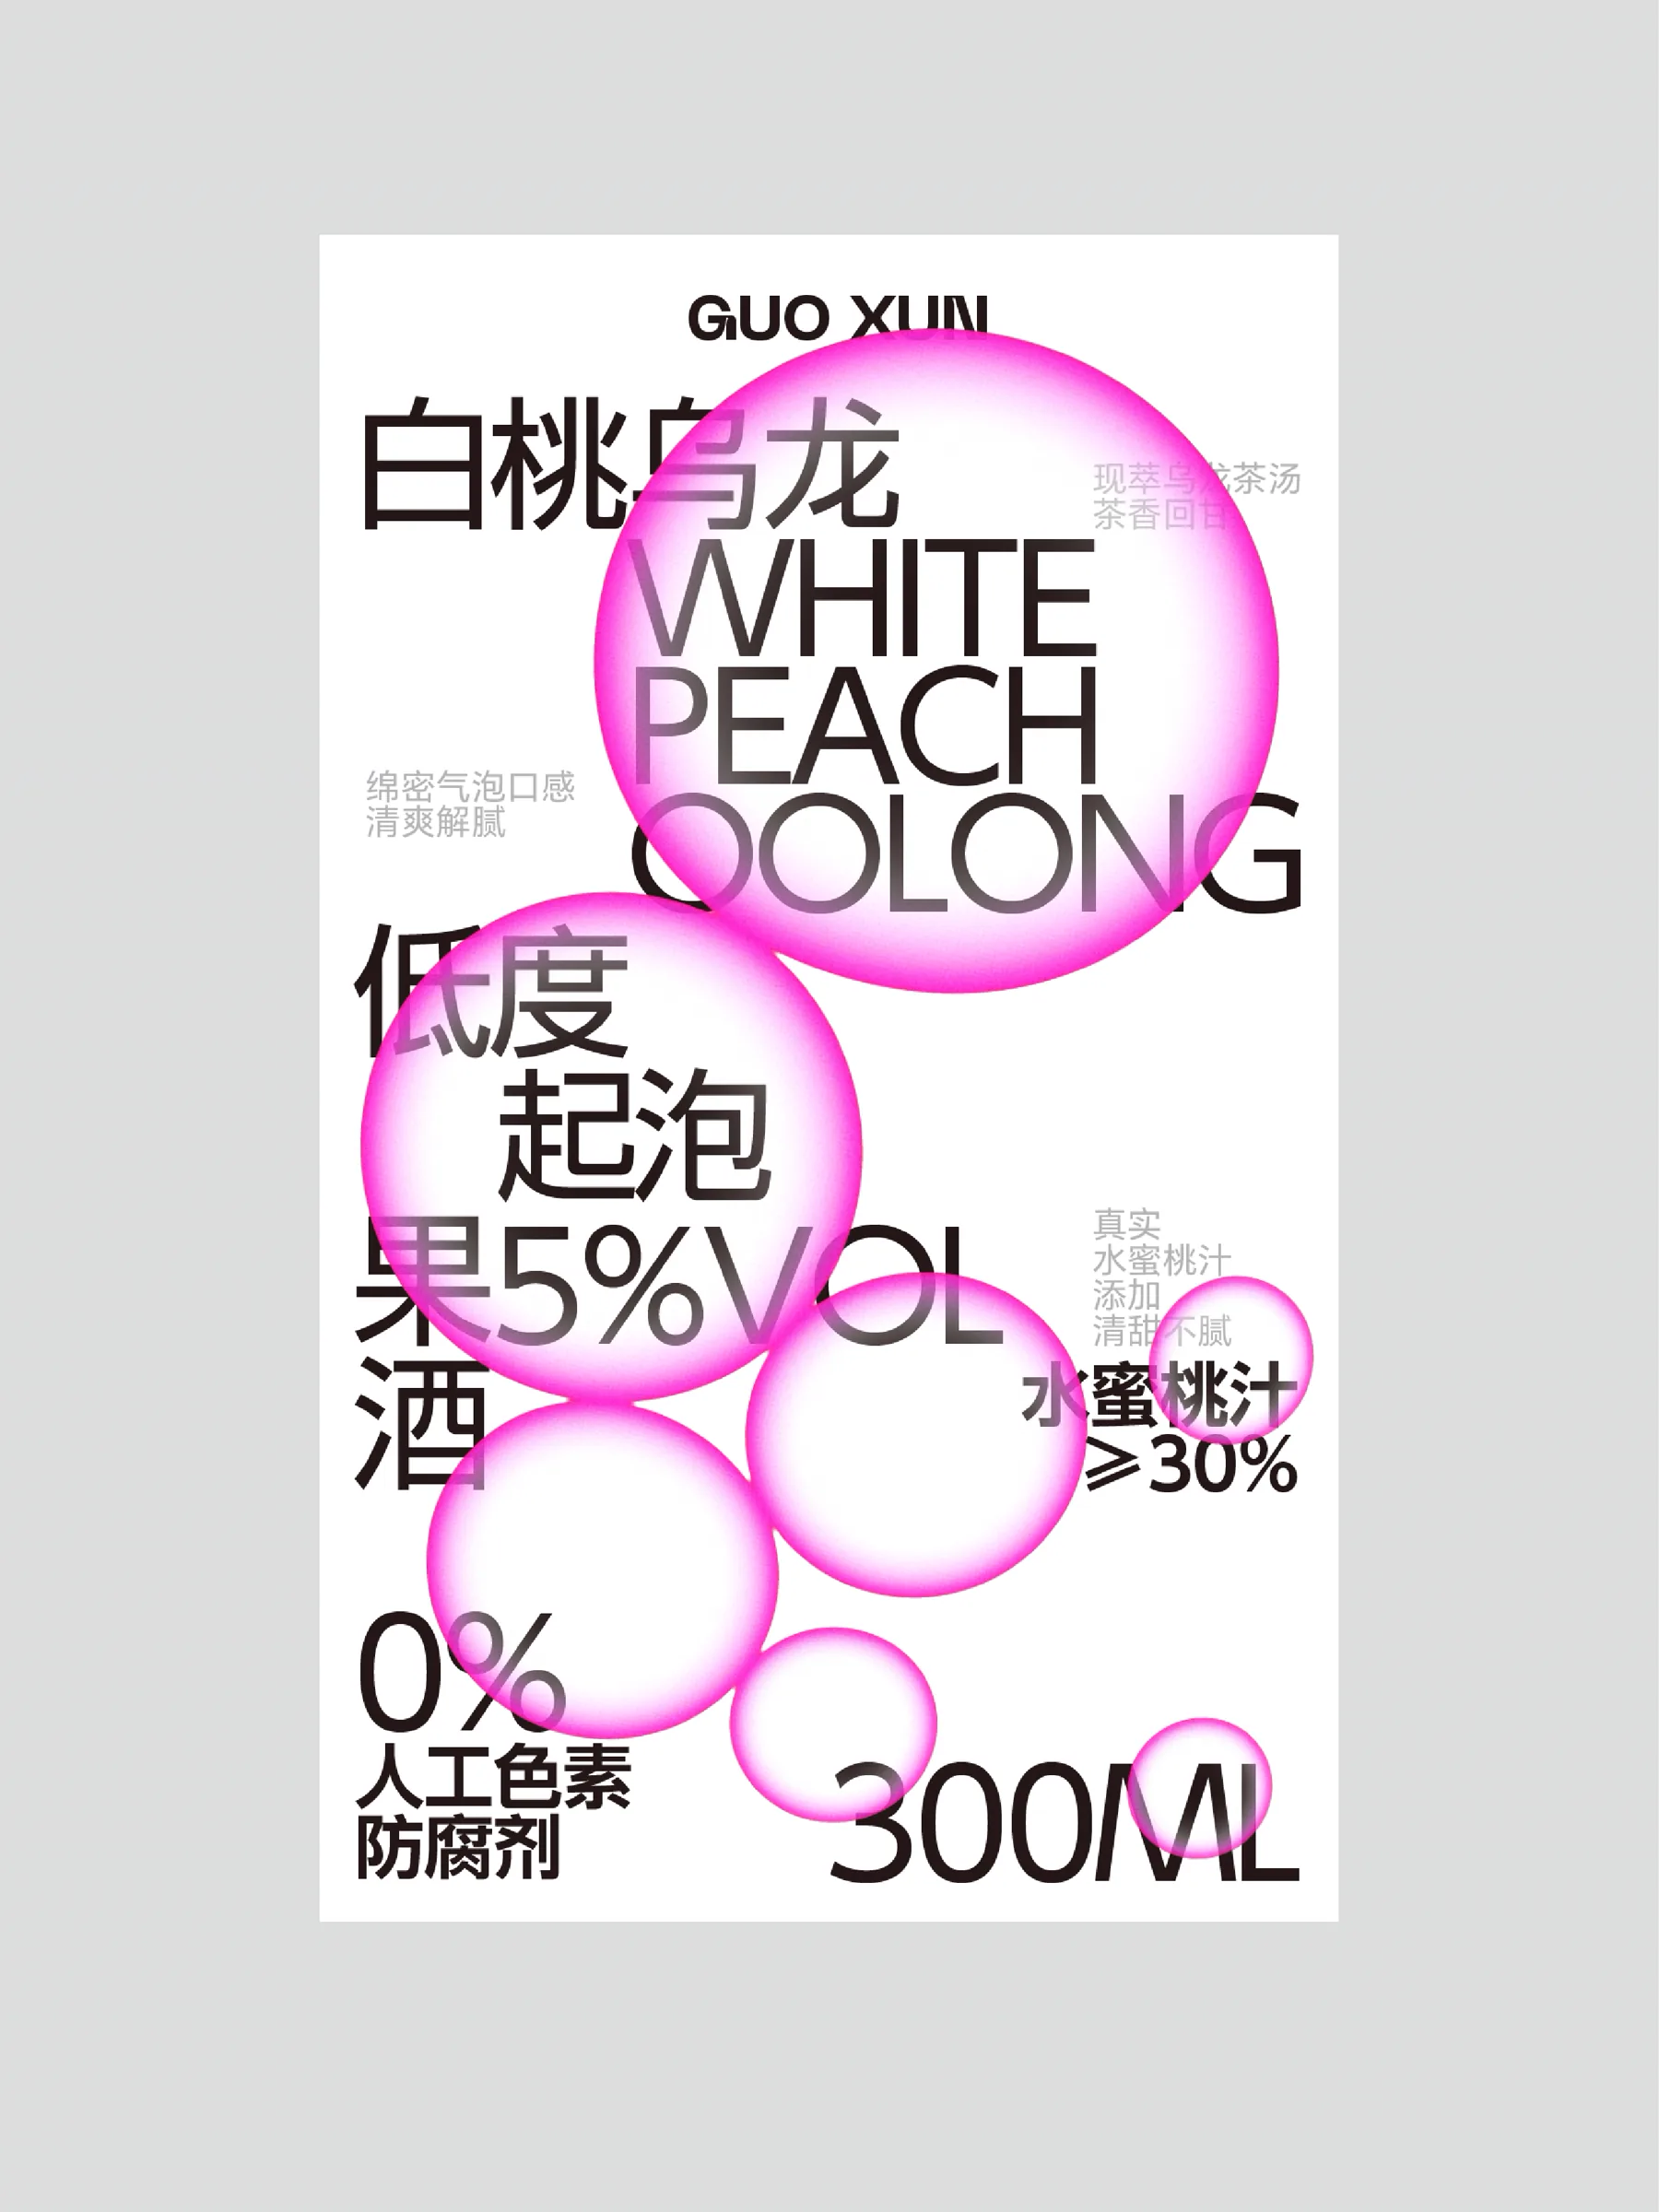 GUO XUN
白桃乌龙
现萃乌龙茶汤
茶香回甘
WHITE
PEACH
OOLONG
绵密气泡口感
清爽解腻
低度
起泡
果5%VOL
酒
真实
水蜜桃汁
添加
清甜不腻
水蜜桃汁
≥30%
0%
人工色素
防腐剂
300ML